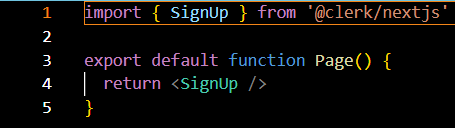 1 import { SignUp } from '@clerk/nextjs'
2
3 export default function Page() {
4   return <SignUp />
5 }